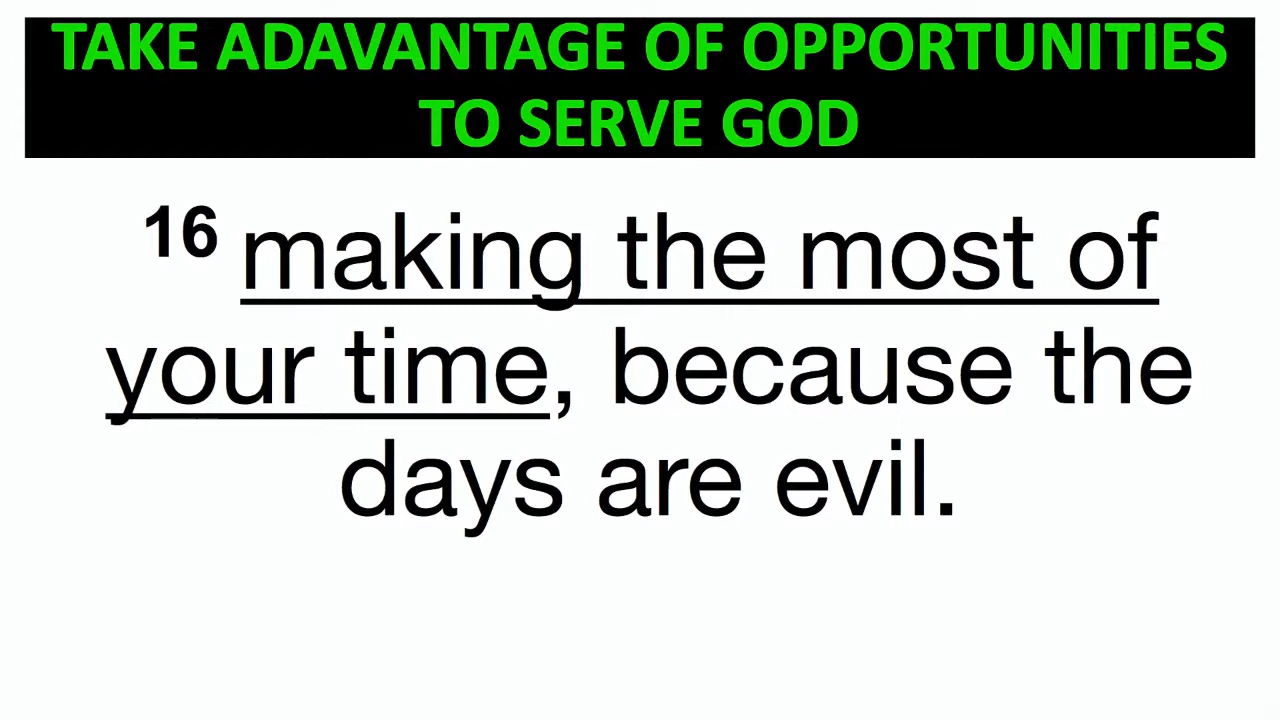 TAKE ADAVANTAGE OF OPPORTUNITIES
TO SERVE GOD
16 making the most of
your time, because the
days are evil.